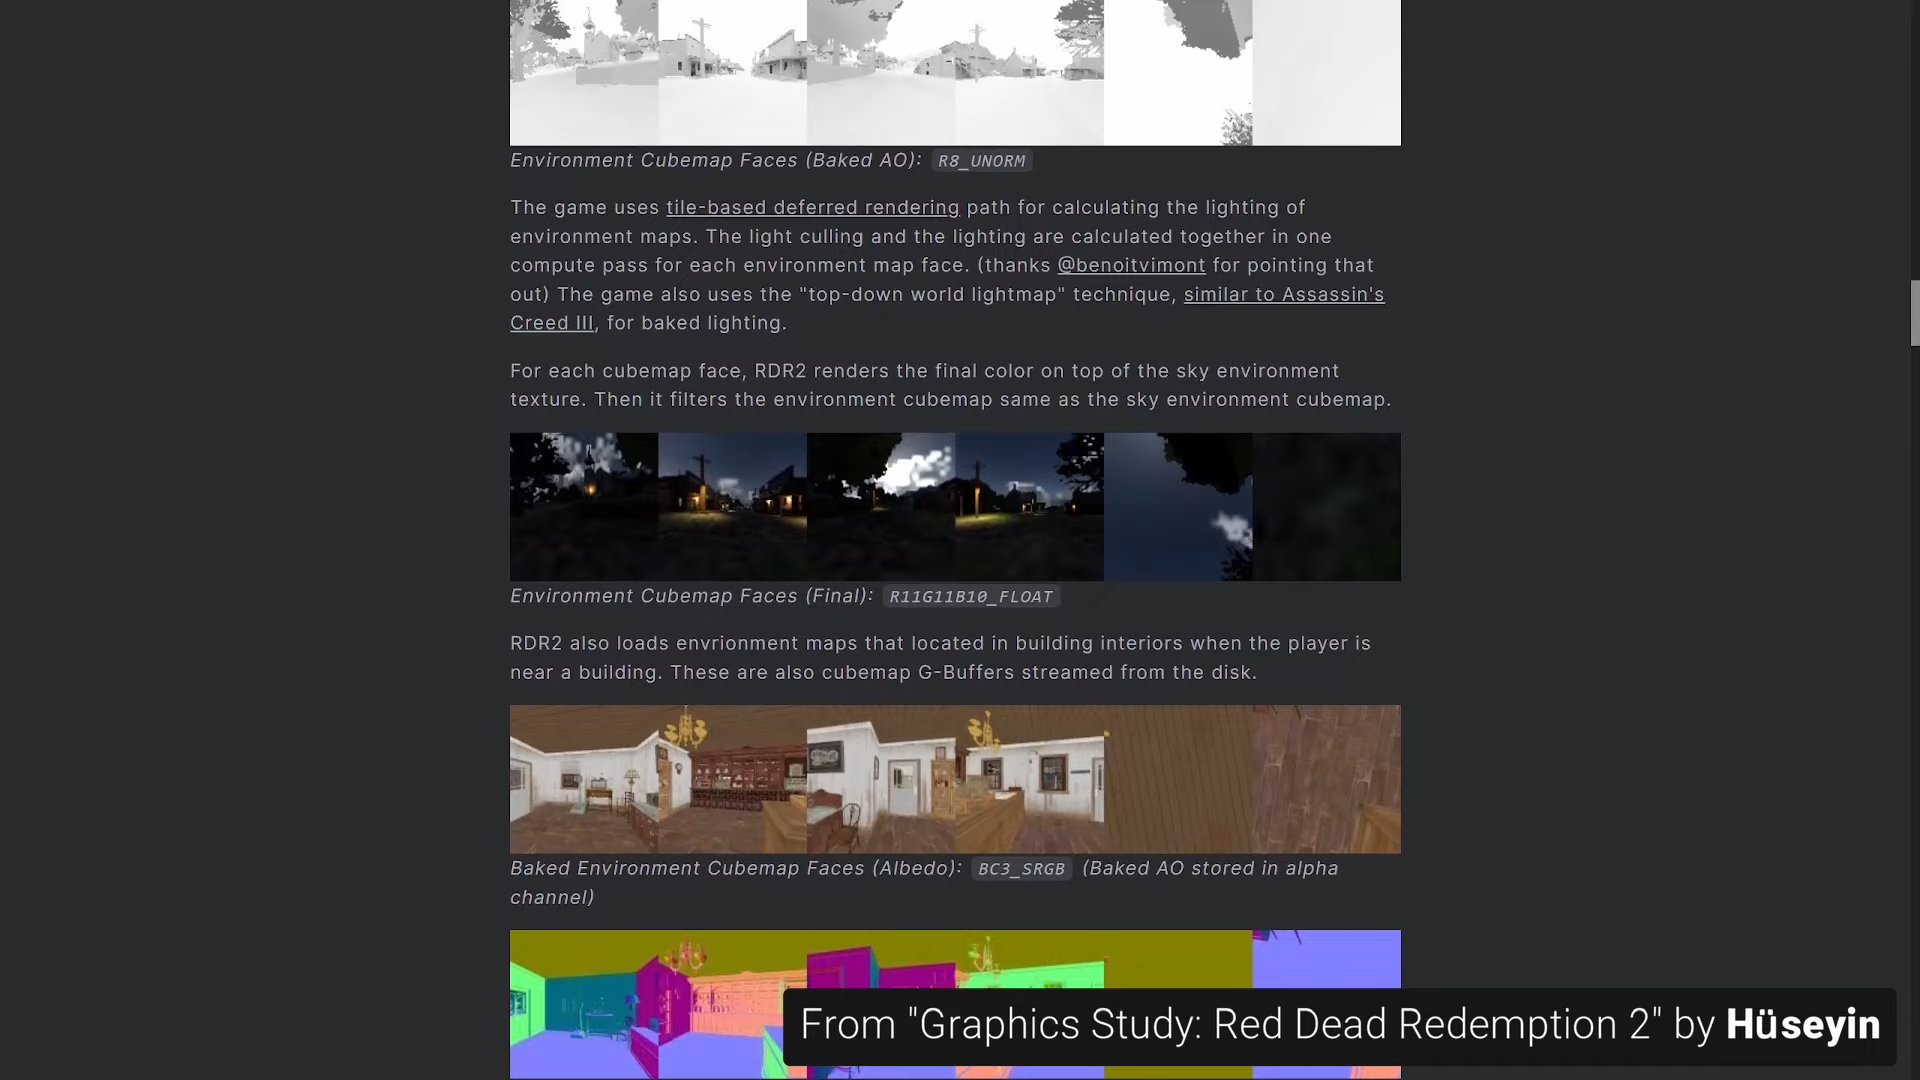 Environment Cubemap Faces (Baked AO): R8_UNORM
The game uses tile-based deferred rendering path for calculating the lighting of
environment maps. The light culling and the lighting are calculated together in one
compute pass for each environment map face. (thanks @benoitvimont for pointing that
out) The game also uses the "top-down world lightmap" technique, similar to Assassin's
Creed III, for baked lighting.
For each cubemap face, RDR2 renders the final color on top of the sky environment
texture. Then it filters the environment cubemap same as the sky environment cubemap.
Environment Cubemap Faces (Final): R11G11B10_FLOAT
RDR2 also loads envrionment maps that located in building interiors when the player is
near a building. These are also cubemap G-Buffers streamed from the disk.
Baked Environment Cubemap Faces (Albedo): BC3_SRGB (Baked AO stored in alpha
channel)
From "Graphics Study: Red Dead Redemption 2" by Hüseyin